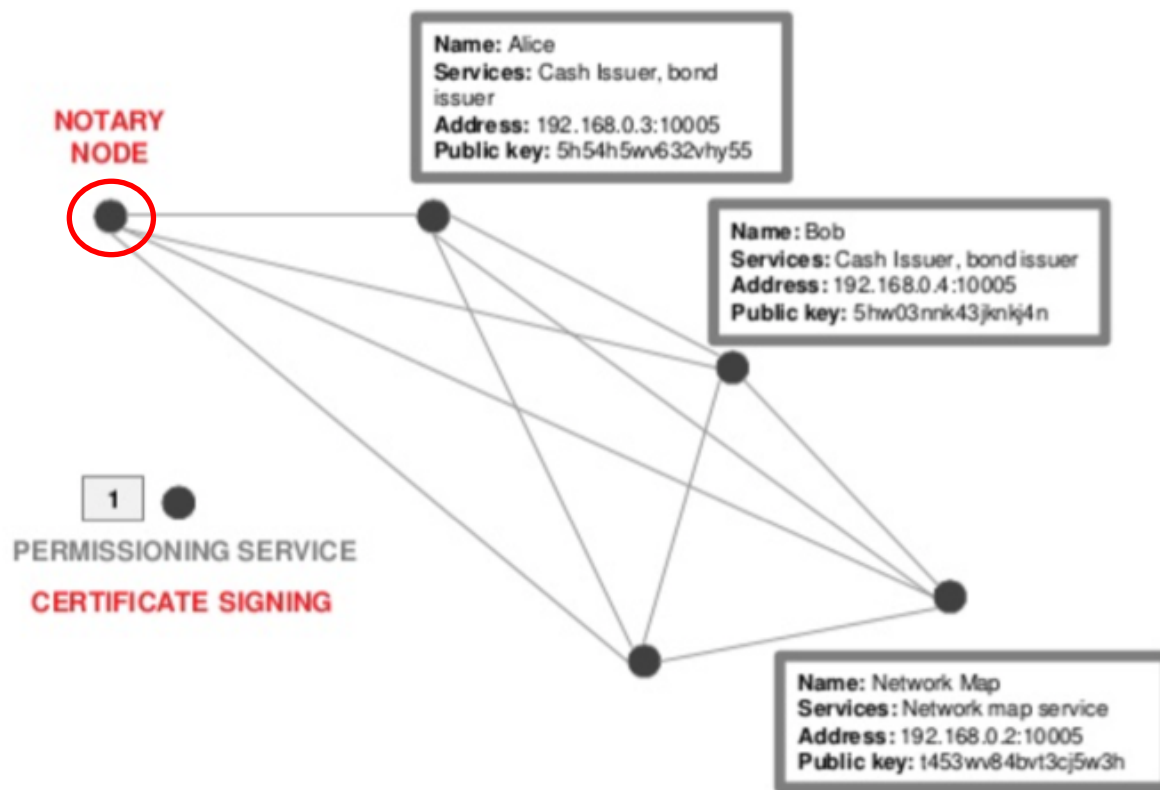 Name: Alice
Services: Cash Issuer, bond
issuer
Address: 192.168.0.3:10005
Public key: 5h54h5wv632vhy55
NOTARY
NODE
Name: Bob
Services: Cash Issuer, bond issuer
Address: 192.168.0.4:10005
Public key: 5hw03nnk43jknkj4n
1
PERMISSIONING SERVICE
CERTIFICATE SIGNING
Name: Network Map
Services: Network map service
Address: 192.168.0.2:10005
Public key: t453wv84bvt3cj5w3h